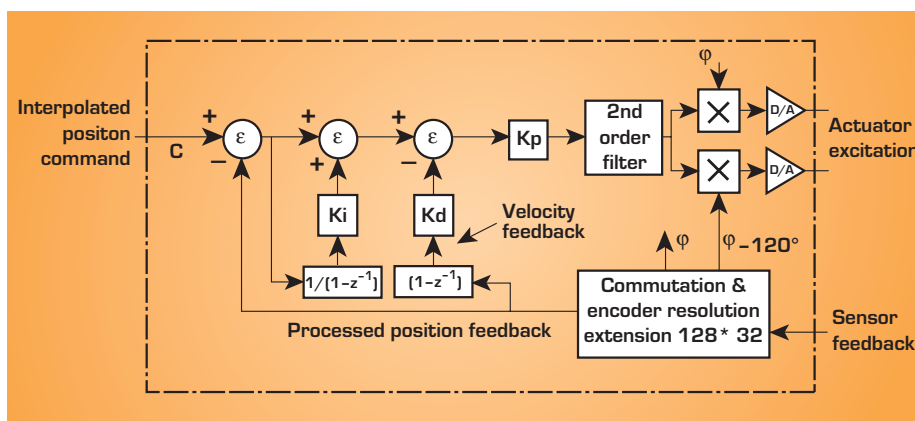 Interpolated
positon
command
C
+
−
ε
+
+
ε
+
−
ε
Kp
2nd
order
filter
φ
×
D/A
×
D/A
Actuator
excitation
Ki
Kd
Velocity
feedback
1/(1−z⁻¹)
(1−z⁻¹)
φ
φ −120°
Processed position feedback
Commutation &
encoder resolution
extension 128* 32
Sensor
feedback